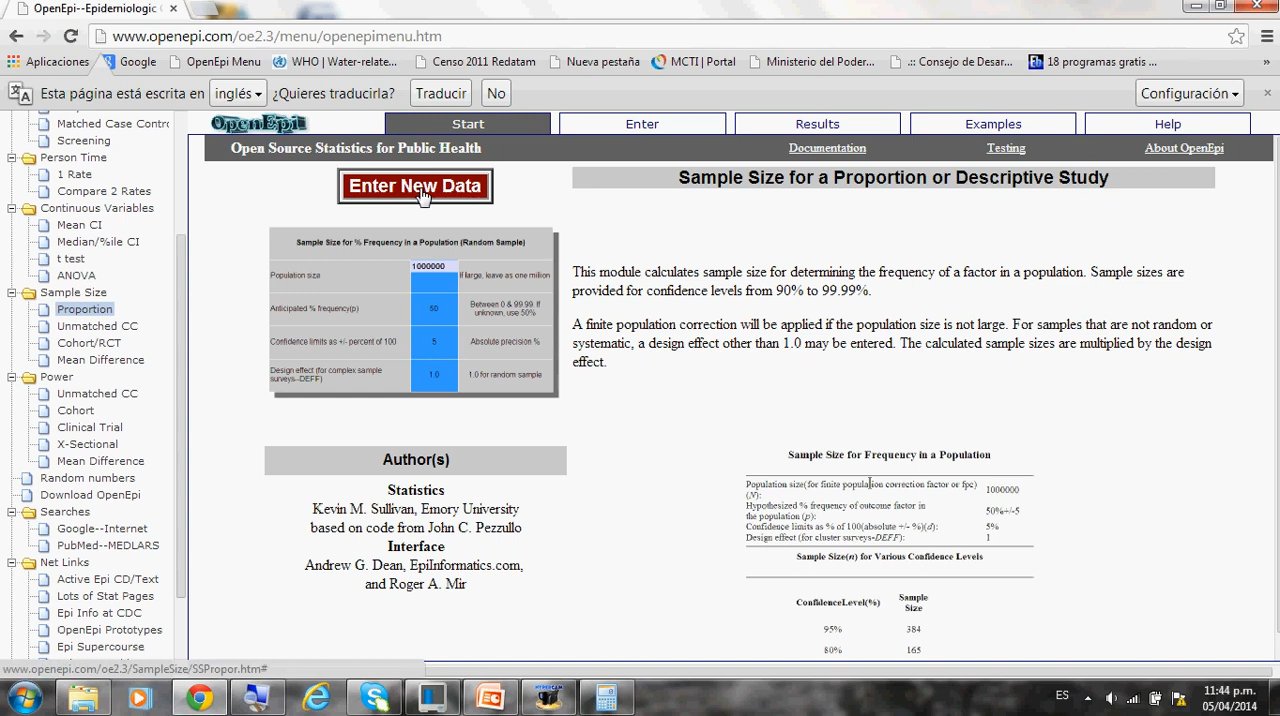 OpenEpi--Epidemiologic
www.openepi.com/oe2.3/menu/openepimenu.htm
Aplicaciones Google OpenEpi Menu WHO | Water-relate... Censo 2011 Redatam Nueva pestaña MCTI | Portal Ministerio del Poder... .:: Consejo de Desar... 18 programas gratis ... »
Esta página está escrita en inglés ¿Quieres traducirla? Traducir No Configuración
Matched Case Contro
Screening
Person Time
1 Rate
Compare 2 Rates
Continuous Variables
Mean CI
Median/%ile CI
t test
ANOVA
Sample Size
Proportion
Unmatched CC
Cohort/RCT
Mean Difference
Power
Unmatched CC
Cohort
Clinical Trial
X-Sectional
Mean Difference
Random numbers
Download OpenEpi
Searches
Google--Internet
PubMed--MEDLARS
Net Links
Active Epi CD/Text
Lots of Stat Pages
Epi Info at CDC
OpenEpi Prototypes
Epi Supercourse
OpenEpi Start Enter Results Examples Help
Open Source Statistics for Public Health Documentation Testing About OpenEpi
Enter New Data
Sample Size for % Frequency in a Population (Random Sample)
Population size 1000000 If large, leave as one million
Anticipated % frequency(p) 50 Between 0 & 99.99. If
unknown, use 50%
Confidence limits as +/- percent of 100 5 Absolute precision %
Design effect (for complex sample
surveys--DEFF) 1.0 1.0 for random sample
Author(s)
Statistics
Kevin M. Sullivan, Emory University
based on code from John C. Pezzullo
Interface
Andrew G. Dean, EpiInformatics.com,
and Roger A. Mir
Sample Size for a Proportion or Descriptive Study
This module calculates sample size for determining the frequency of a factor in a population. Sample sizes are
provided for confidence levels from 90% to 99.99%.
A finite population correction will be applied if the population size is not large. For samples that are not random or
systematic, a design effect other than 1.0 may be entered. The calculated sample sizes are multiplied by the design
effect.
Sample Size for Frequency in a Population
Population size(for finite population correction factor or fpc)
(N): 1000000
Hypothesized % frequency of outcome factor in
the population (p): 50%+/-5
Confidence limits as % of 100(absolute +/- %)(d): 5%
Design effect (for cluster surveys-DEFF): 1
Sample Size(n) for Various Confidence Levels
ConfidenceLevel(%) Sample
Size
95% 384
80% 165
www.openepi.com/oe2.3/SampleSize/SSPropor.htm#
HYPERCAM
ES 11:44 p.m.
05/04/2014